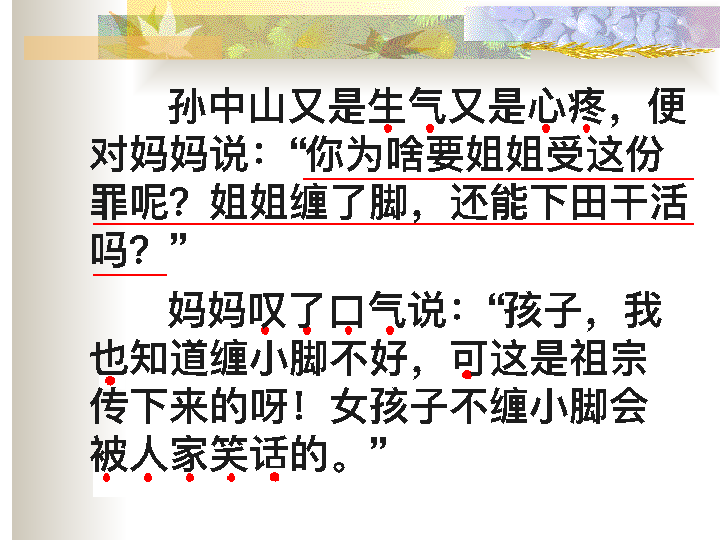 孙中山又是生气又是心疼，便
对妈妈说：“你为啥要姐姐受这份
罪呢？姐姐缠了脚，还能下田干活
吗？”
妈妈叹了口气说：“孩子，我
也知道缠小脚不好，可这是祖宗
传下来的呀！女孩子不缠小脚会
被人家笑话的。”